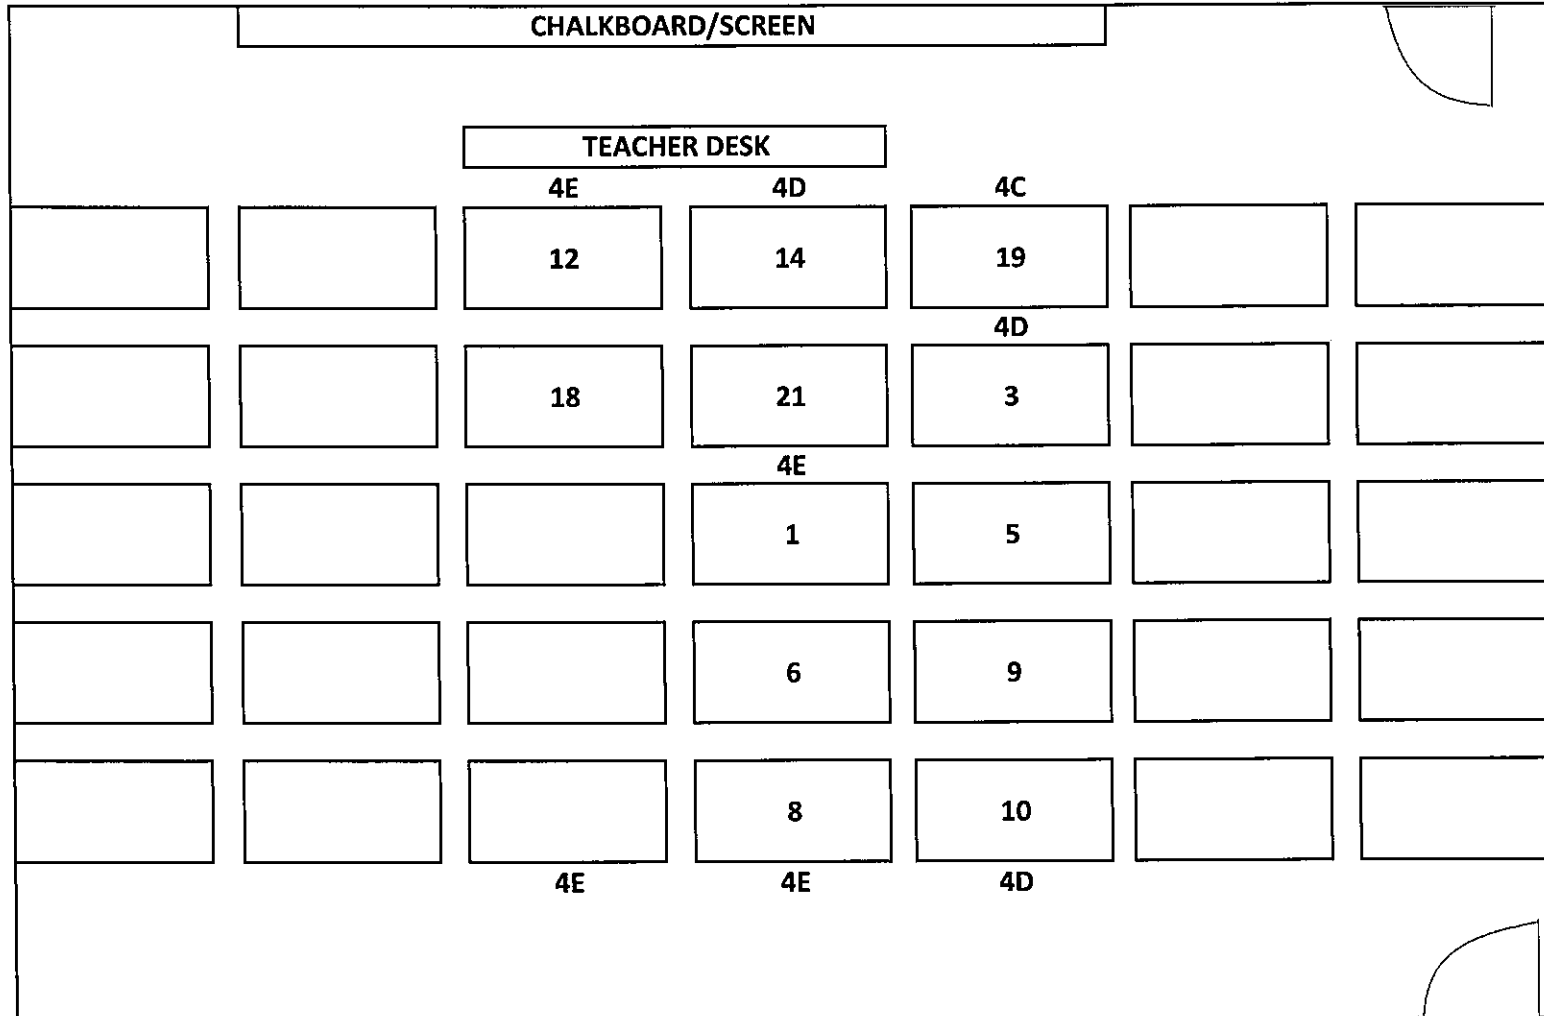 CHALKBOARD/SCREEN
TEACHER DESK
4E 4D 4C
12 14 19
4D
18 21 3
4E
1 5
6 9
8 10
4E 4E 4D